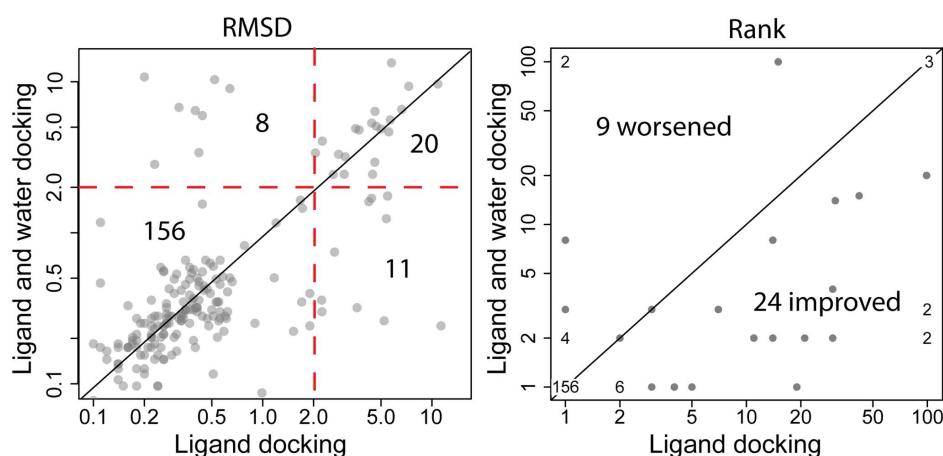 RMSD
Ligand and water docking
10
5.0
2.0
0.5
0.1
8
20
156
11
0.1 0.2 0.5 1.0 2.0 5.0 10
Ligand docking
Rank
Ligand and water docking
100
50
20
10
5
2
1
2
3
9 worsened
24 improved
2
4
2
156
6
1 2 5 10 20 50 100
Ligand docking